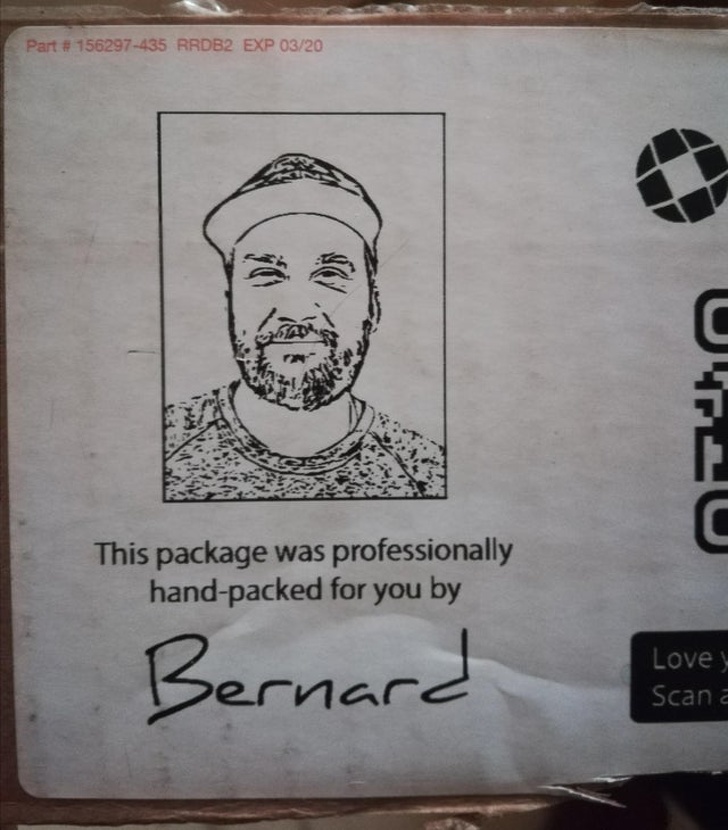 Part # 156297-435 RRDB2 EXP 03/20
This package was professionally
hand-packed for you by
Bernard
Love
Scan